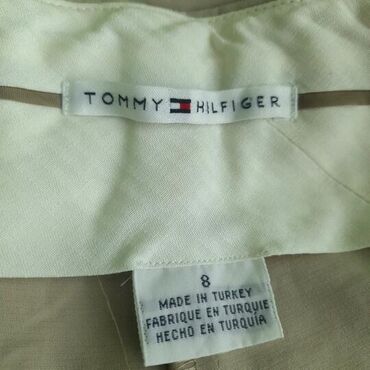 TOMMY HILFIGER
8
MADE IN TURKEY
FABRIQUE EN TURQUIE
HECHO EN TURQUÍA